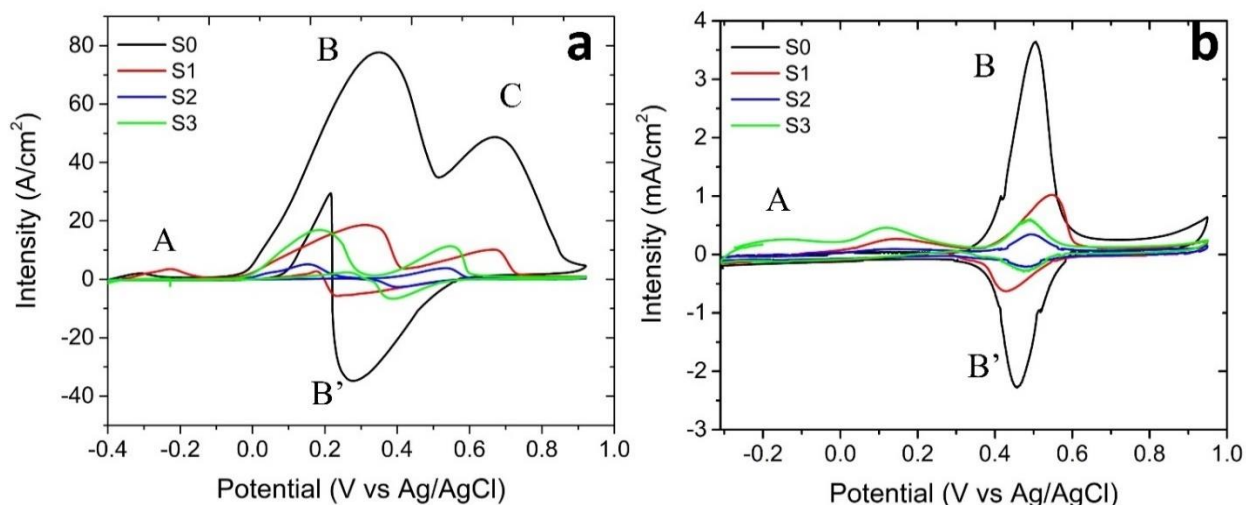 a
S0
S1
S2
S3
B
C
A
B’
80
60
40
20
0
-20
-40
-0.4 -0.2 0.0 0.2 0.4 0.6 0.8 1.0
Intensity (A/cm²)
Potential (V vs Ag/AgCl)
b
S0
S1
S2
S3
B
A
B’
4
3
2
1
0
-1
-2
-3
-0.2 0.0 0.2 0.4 0.6 0.8 1.0
Intensity (mA/cm²)
Potential (V vs Ag/AgCl)